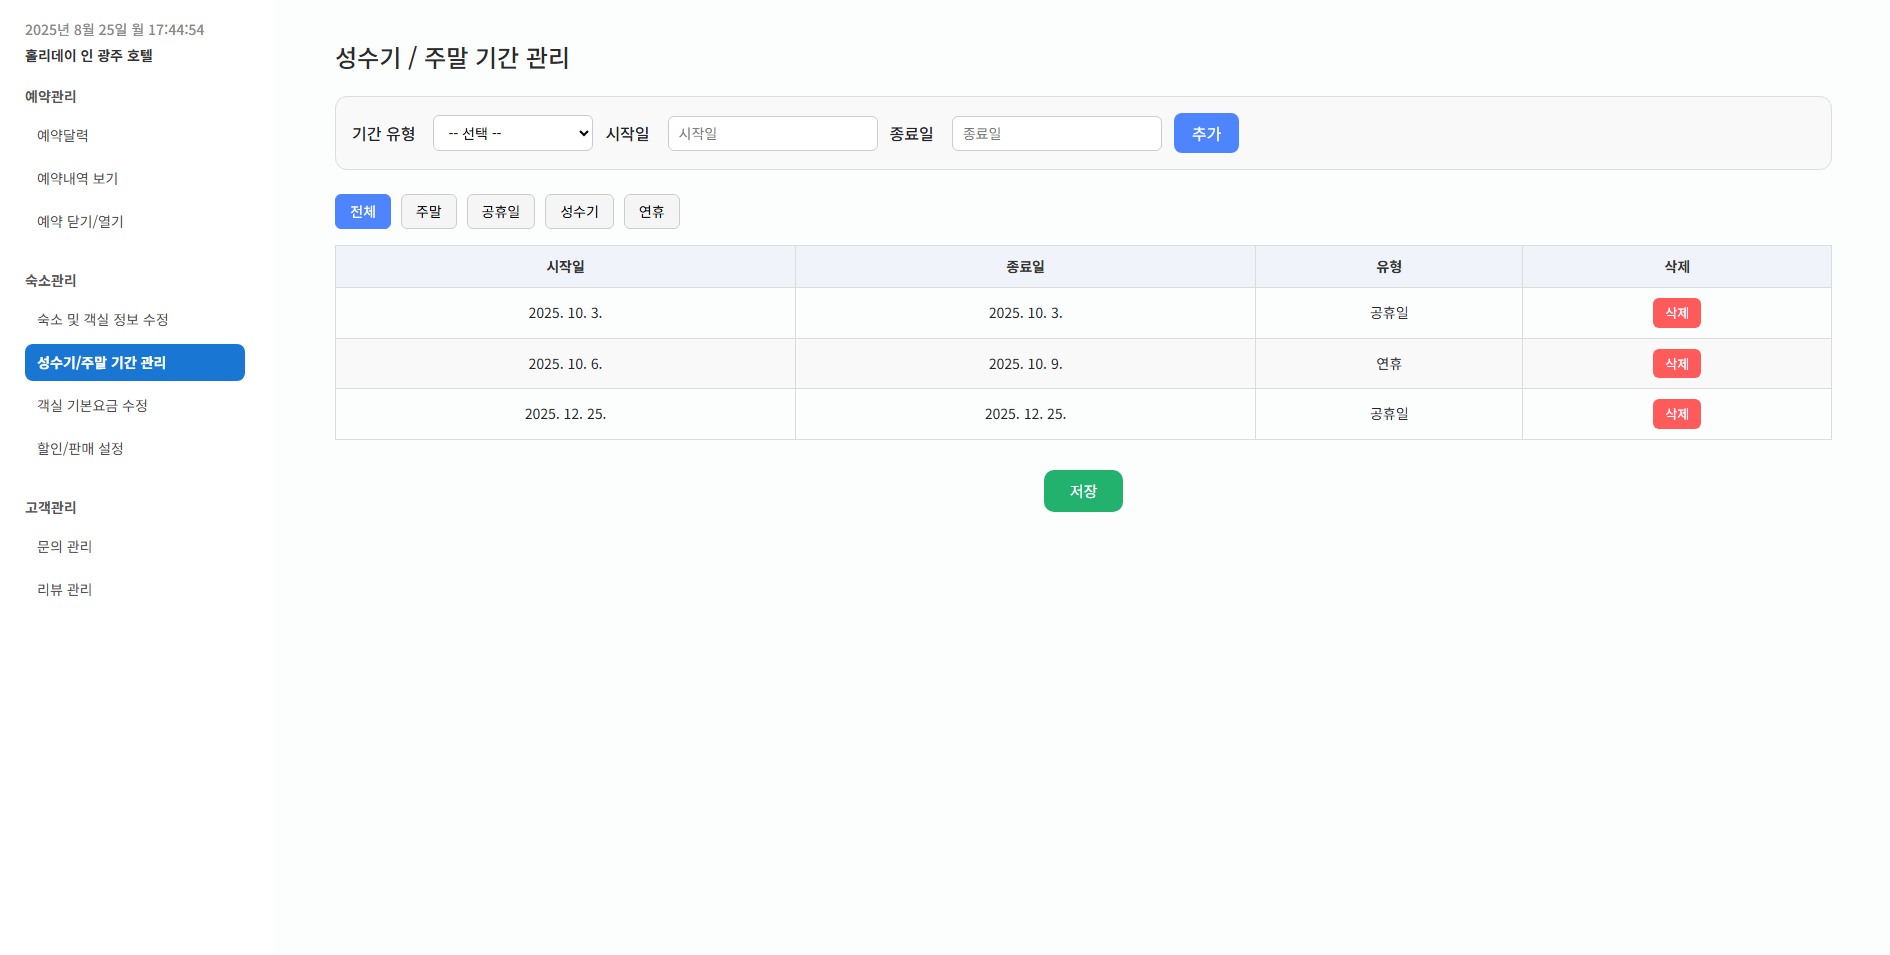 2025년 8월 25일 월 17:44:54
홀리데이 인 광주 호텔
예약관리
예약달력
예약내역 보기
예약 닫기/열기
숙소관리
숙소 및 객실 정보 수정
성수기/주말 기간 관리
객실 기본요금 수정
할인/판매 설정
고객관리
문의 관리
리뷰 관리
성수기 / 주말 기간 관리
기간 유형 -- 선택 -- 시작일 시작일 종료일 종료일 추가
전체 주말 공휴일 성수기 연휴
시작일 종료일 유형 삭제
2025. 10. 3. 2025. 10. 3. 공휴일 삭제
2025. 10. 6. 2025. 10. 9. 연휴 삭제
2025. 12. 25. 2025. 12. 25. 공휴일 삭제
저장